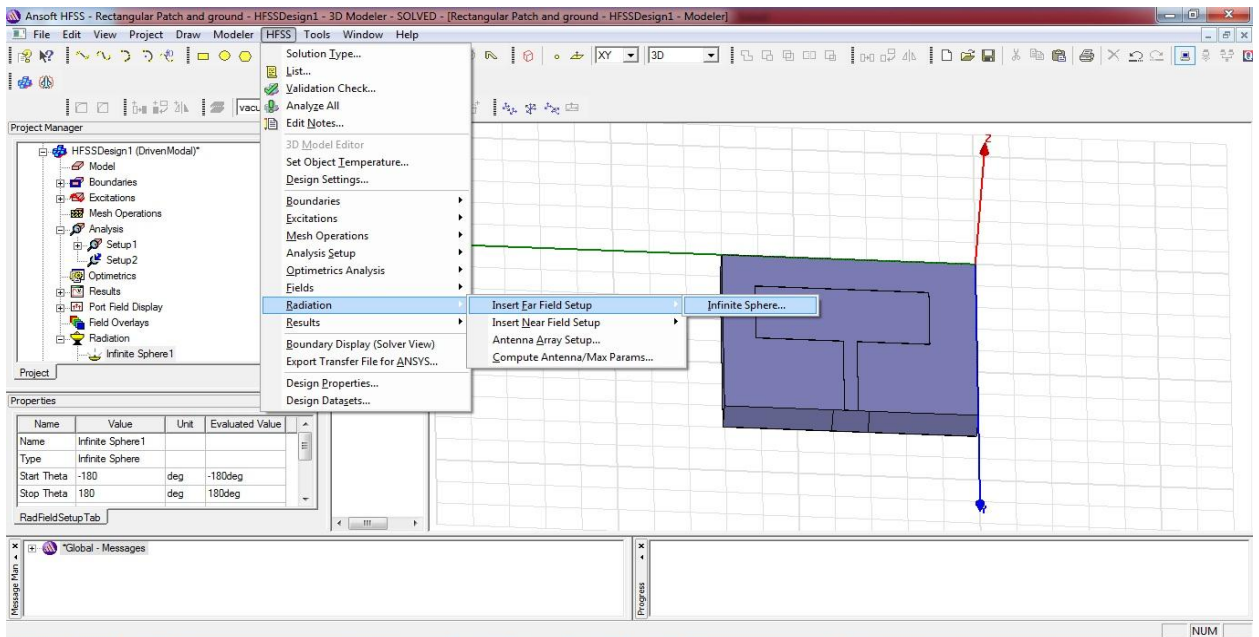 Ansoft HFSS - Rectangular Patch and ground - HFSSDesign1 - 3D Modeler - SOLVED - [Rectangular Patch and ground - HFSSDesign1 - Modeler]
File Edit View Project Draw Modeler HFSS Tools Window Help
XY 3D
vacu
Solution Type...
List...
Validation Check...
Analyze All
Edit Notes...
3D Model Editor
Set Object Temperature...
Design Settings...
Boundaries
Excitations
Mesh Operations
Analysis Setup
Optimetrics Analysis
Fields
Radiation
Results
Boundary Display (Solver View)
Export Transfer File for ANSYS...
Design Properties...
Design Datasets...
Insert Far Field Setup
Insert Near Field Setup
Antenna Array Setup...
Compute Antenna/Max Params...
Infinite Sphere...
Project Manager
HFSSDesign1 (DrivenModal)*
Model
Boundaries
Excitations
Mesh Operations
Analysis
Setup1
Setup2
Optimetrics
Results
Port Field Display
Field Overlays
Radiation
Infinite Sphere1
Project
Properties
Name Value Unit Evaluated Value
Name Infinite Sphere1
Type Infinite Sphere
Start Theta -180 deg -180deg
Stop Theta 180 deg 180deg
RadFieldSetupTab
Z
*Global - Messages
Message Man
Progress
NUM